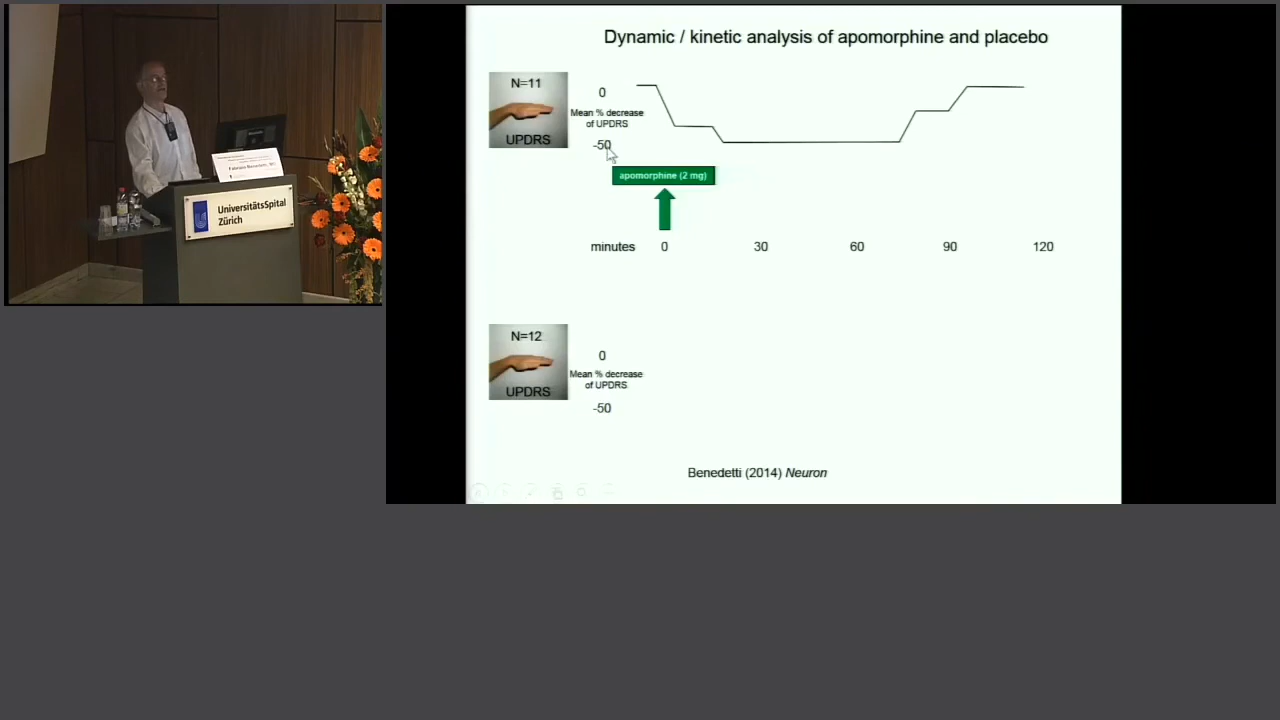 Dynamic / kinetic analysis of apomorphine and placebo
N=11
UPDRS
0
Mean % decrease
of UPDRS
-50
apomorphine (2 mg)
minutes 0 30 60 90 120
N=12
UPDRS
0
Mean % decrease
of UPDRS
-50
Benedetti (2014) Neuron
UniversitätsSpital
Zürich